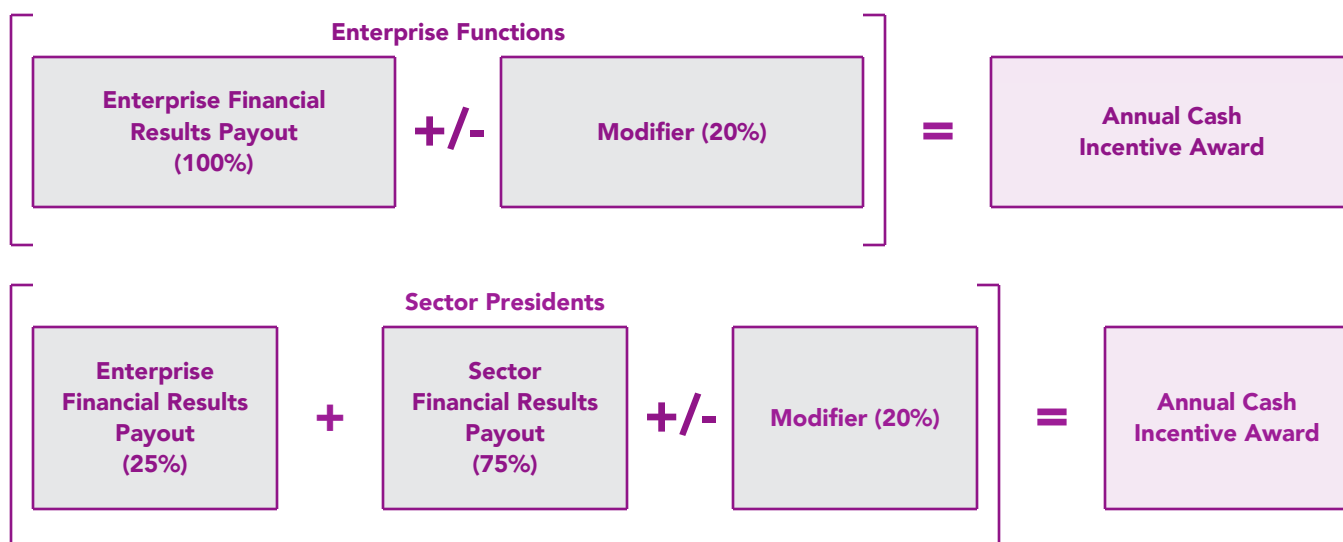 Enterprise Functions
Enterprise Financial
Results Payout
(100%)
+/-
Modifier (20%)
=
Annual Cash
Incentive Award
Sector Presidents
Enterprise
Financial Results
Payout
(25%)
+
Sector
Financial Results
Payout
(75%)
+/-
Modifier (20%)
=
Annual Cash
Incentive Award